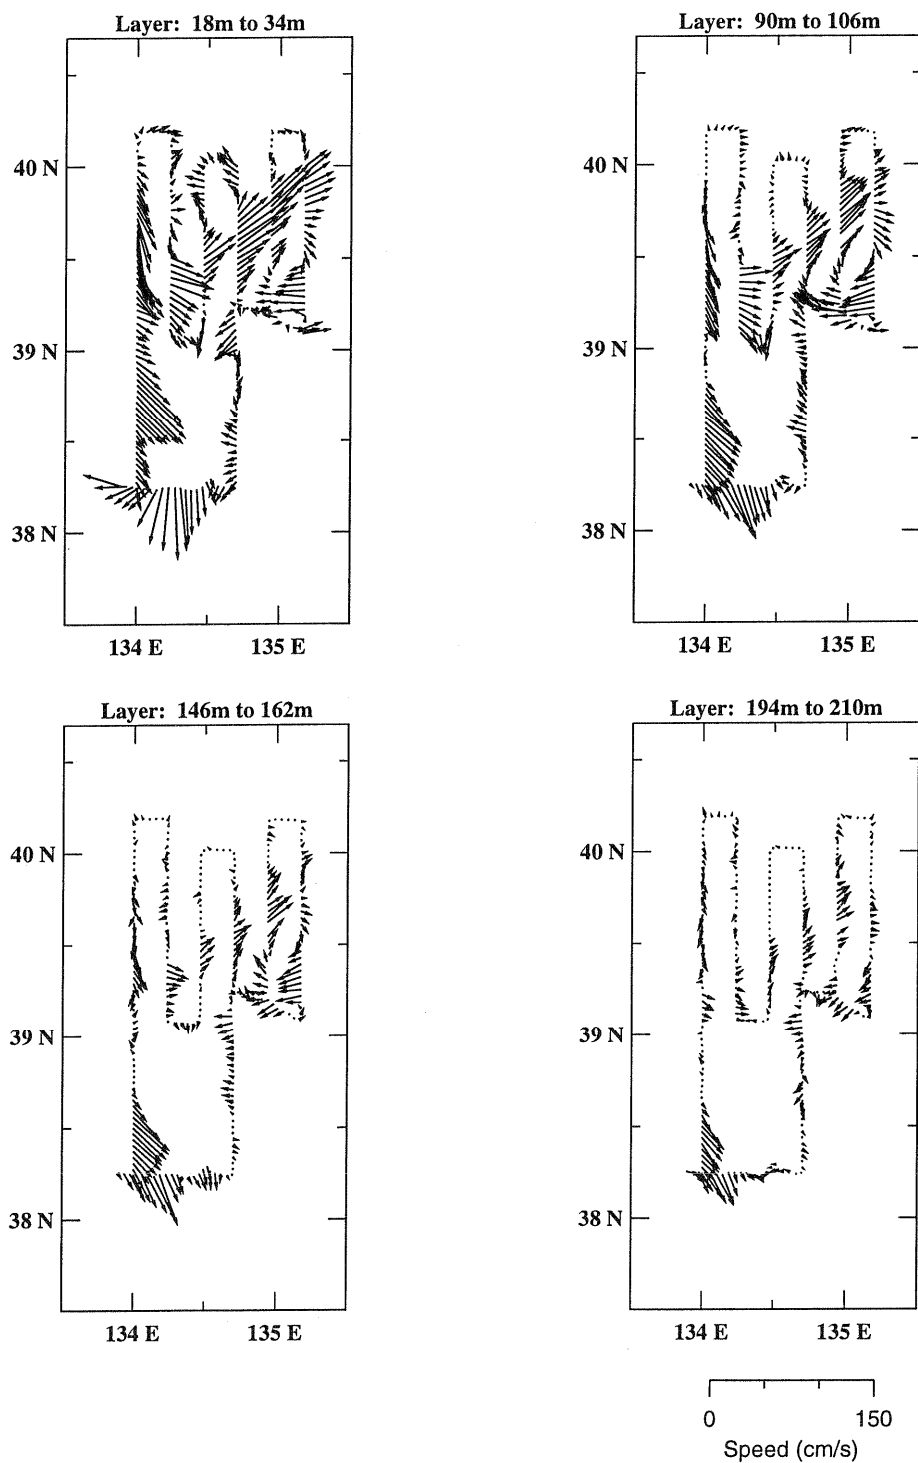 Layer: 18m to 34m
Layer: 90m to 106m
40 N
39 N
38 N
134 E 135 E
40 N
39 N
38 N
134 E 135 E
Layer: 146m to 162m
Layer: 194m to 210m
40 N
39 N
38 N
134 E 135 E
40 N
39 N
38 N
134 E 135 E
0 150
Speed (cm/s)